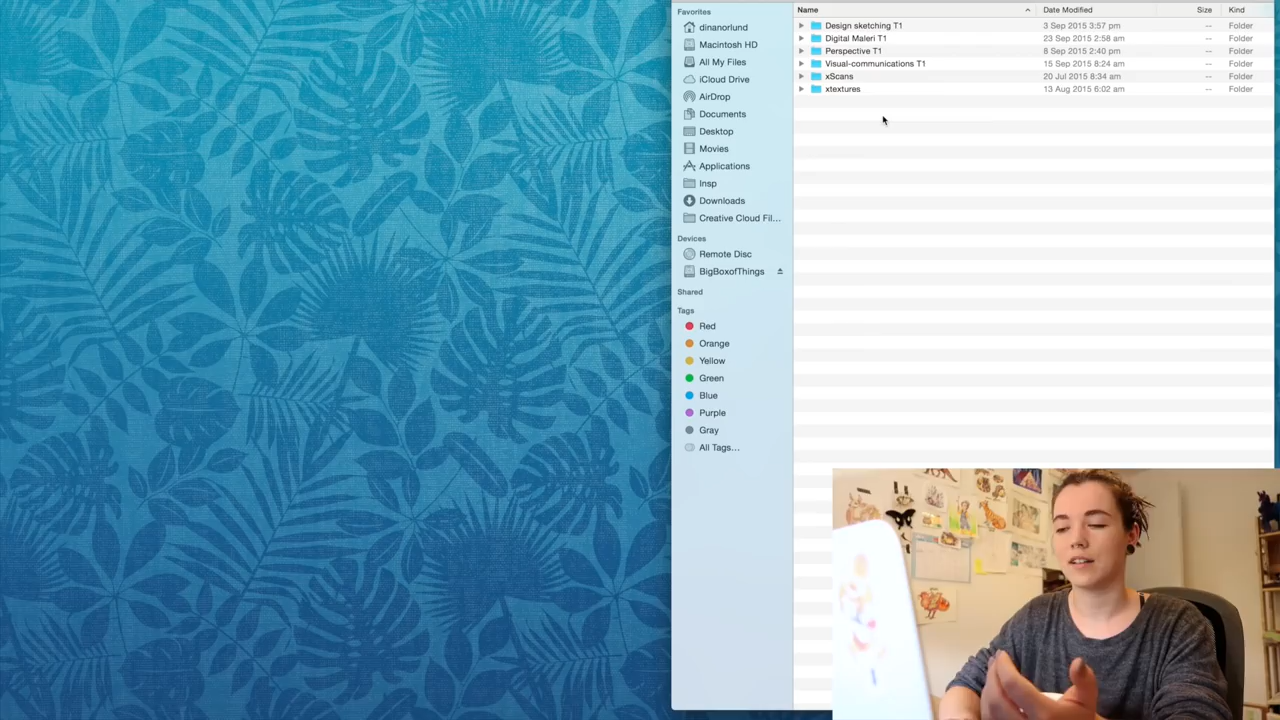 Favorites
dinanorlund
Macintosh HD
All My Files
iCloud Drive
AirDrop
Documents
Desktop
Movies
Applications
Insp
Downloads
Creative Cloud Fil...
Devices
Remote Disc
BigBoxofThings
Shared
Tags
Red
Orange
Yellow
Green
Blue
Purple
Gray
All Tags...
Name Date Modified Size Kind
Design sketching T1 3 Sep 2015 3:57 pm -- Folder
Digital Maleri T1 23 Sep 2015 2:58 am -- Folder
Perspective T1 8 Sep 2015 2:40 pm -- Folder
Visual-communications T1 15 Sep 2015 8:24 am -- Folder
xScans 20 Jul 2015 8:34 am -- Folder
xtextures 13 Aug 2015 6:02 am -- Folder